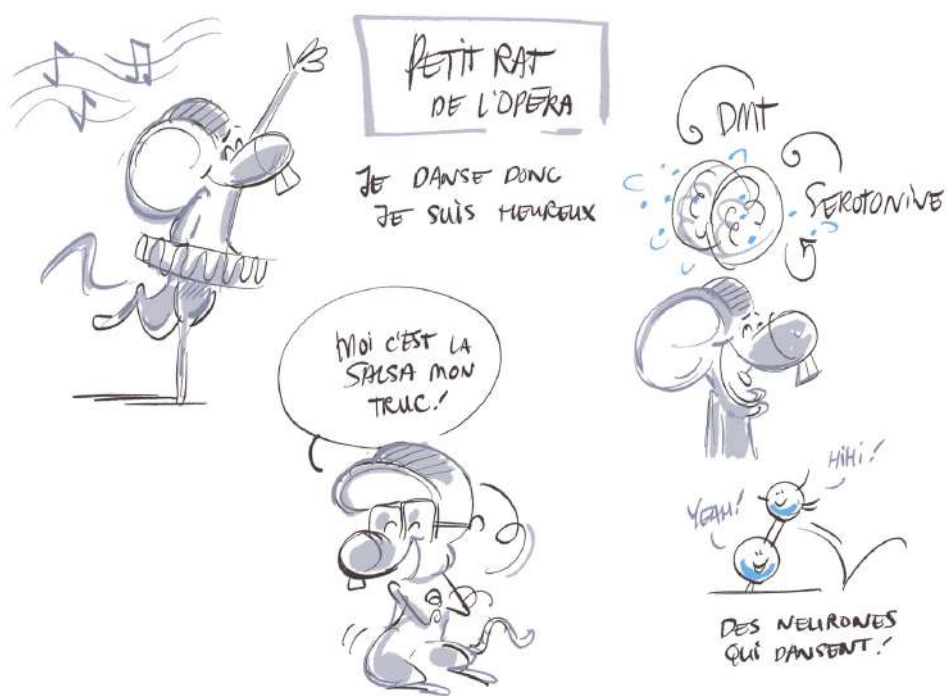 PETIT RAT
DE L'OPÉRA
JE DANSE DONC
JE SUIS HEUREUX
DMT
SEROTONINE
MOI C'EST LA
SALSA MON
TRUC!
HIHI!
YEAH!
DES NEURONES
QUI DANSENT!